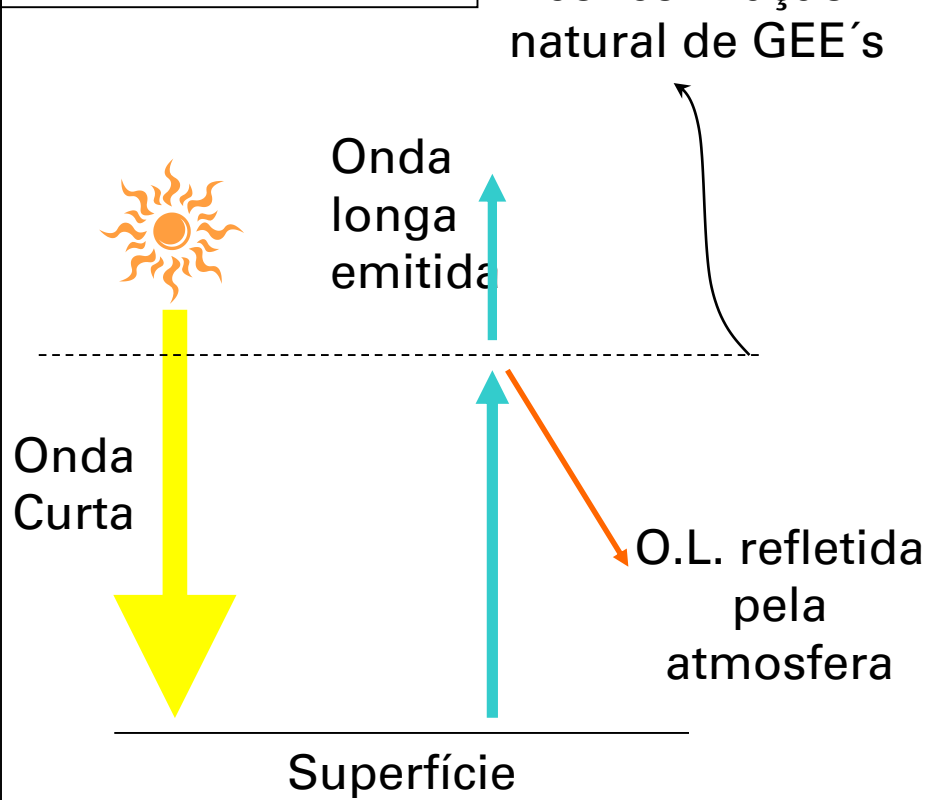 natural de GEE´s
Onda
longa
emitida
Onda
Curta
O.L. refletida
pela
atmosfera
Superfície